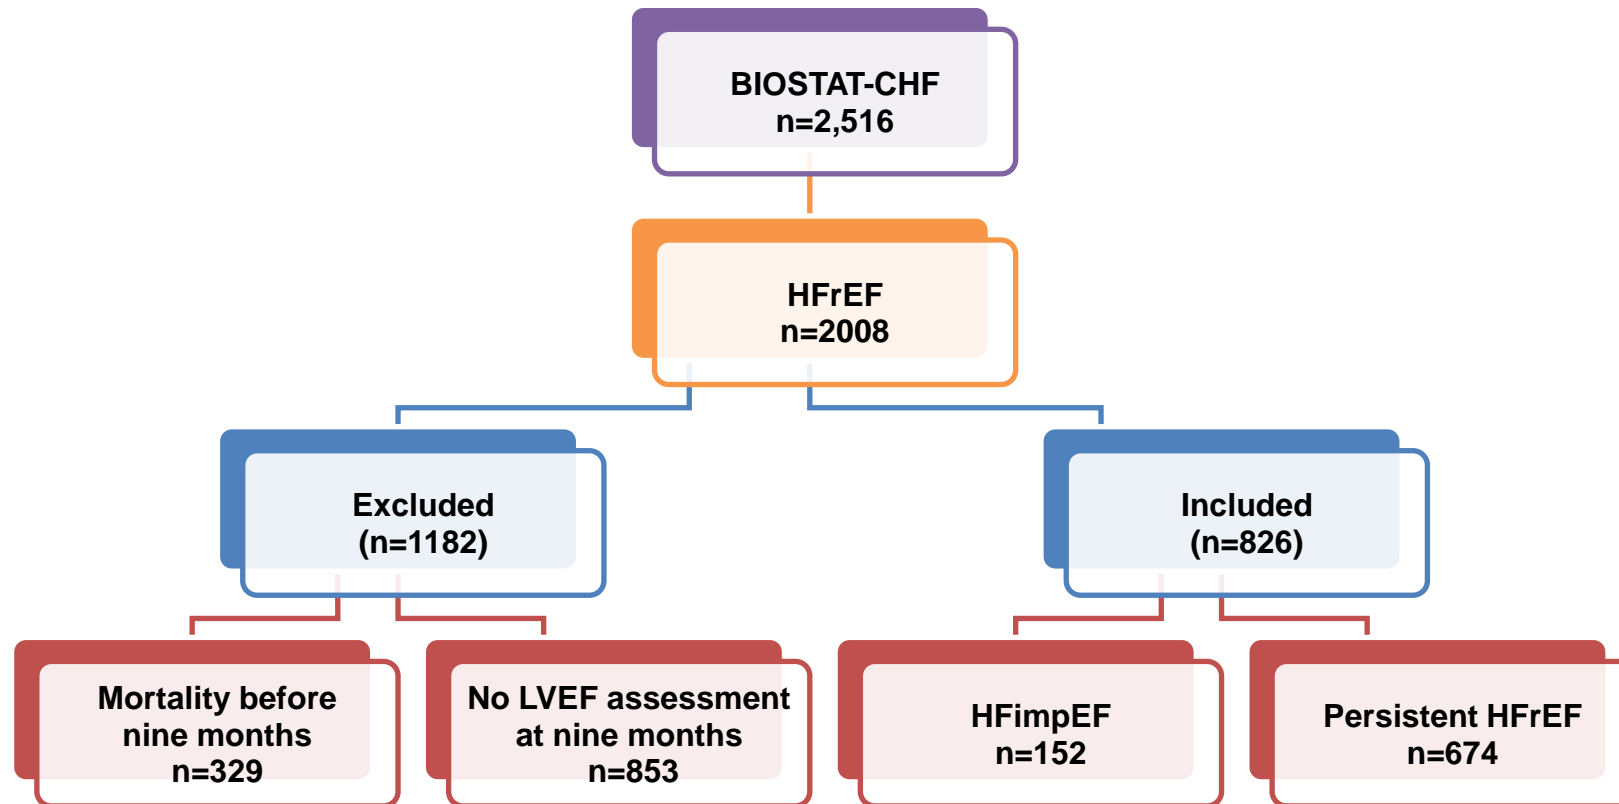 BIOSTAT-CHF
n=2,516
HFrEF
n=2008
Excluded
(n=1182)
Included
(n=826)
Mortality before
nine months
n=329
No LVEF assessment
at nine months
n=853
HFimpEF
n=152
Persistent HFrEF
n=674